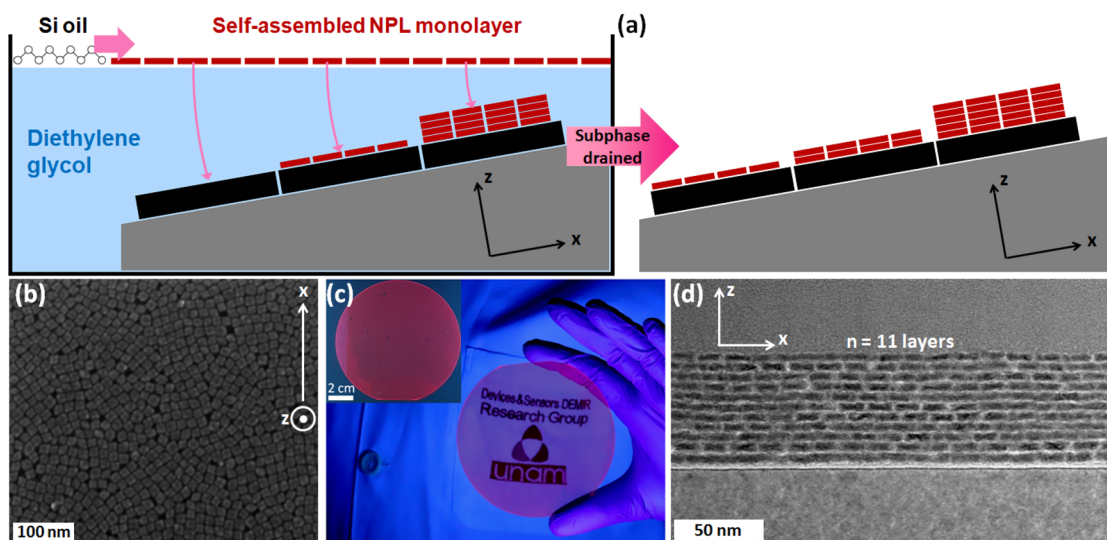 Si oil
Self-assembled NPL monolayer
(a)
Diethylene
glycol
z
x
Subphase
drained
z
x
(b)
x
z
100 nm
(c)
2 cm
Devices&Sensors DEMIR
Research Group
unam
(d)
z
x
n = 11 layers
50 nm